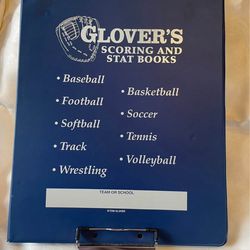 GLOVER'S
SCORING AND
STAT BOOKS
• Baseball
• Basketball
• Football
• Soccer
• Softball
• Tennis
• Track
• Volleyball
• Wrestling
TEAM OR SCHOOL